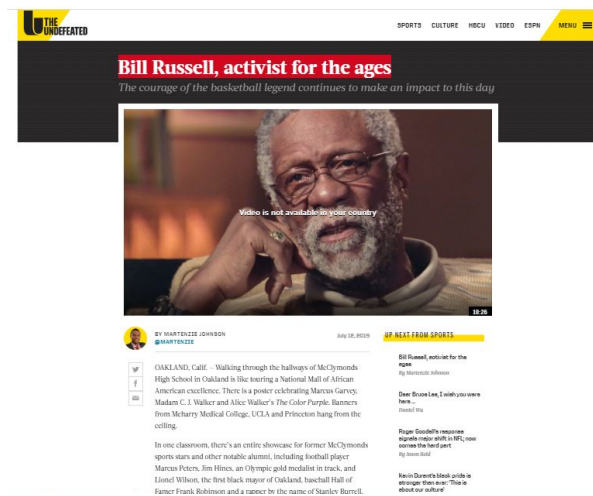 THE
UNDEFEATED
SPORTS CULTURE HBCU VIDEO ESPN MENU
Bill Russell, activist for the ages
The courage of the basketball legend continues to make an impact to this day
Video is not available in your country
18:26
BY MARTENZIE JOHNSON
@MARTENZIE
July 12, 2019
OAKLAND, Calif. – Walking through the hallways of McClymonds
High School in Oakland is like touring a National Mall of African
American excellence. There is a poster celebrating Marcus Garvey,
Madam C. J. Walker and Alice Walker's The Color Purple. Banners
from Meharry Medical College, UCLA and Princeton hang from the
ceiling.
In one classroom, there's an entire showcase for former McClymonds
sports stars and other notable alumni, including football player
Marcus Peters, Jim Hines, an Olympic gold medalist in track, and
Lionel Wilson, the first black mayor of Oakland, baseball Hall of
Famer Frank Robinson and a rapper by the name of Stanley Burrell,
UP NEXT FROM SPORTS
Bill Russell, activist for the
ages
By Martenzie Johnson
Dear Bruce Lee, I wish you were
here ...
Daniel Wu
Roger Goodell's response
signals major shift in NFL; now
comes the hard part
By Jason Reid
Kevin Durant's black pride is
stronger than ever: 'This is
about our culture'